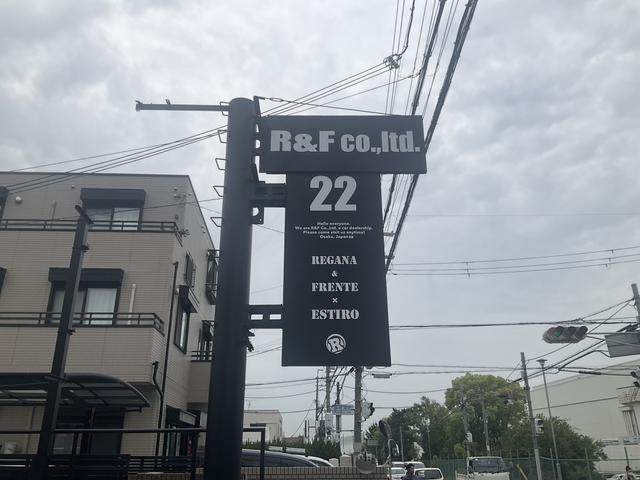 R&F co.,ltd.
22
Hello everyone.
We are R&F Co.,Ltd, a car dealership.
Please come visit us anytime!
Osaka, Japan
REGANA
&
FRENTE
×
ESTIRO
R